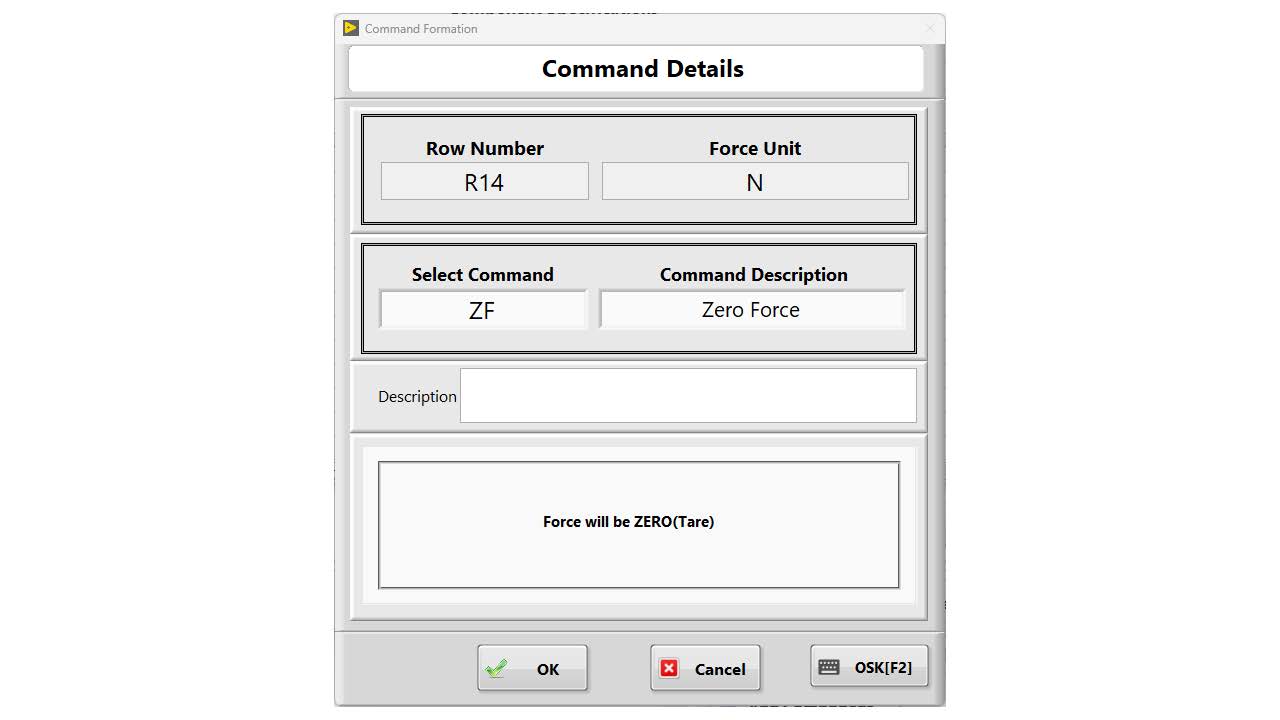 Command Formation
Command Details
Row Number Force Unit
R14 N
Select Command Command Description
ZF Zero Force
Description
Force will be ZERO(Tare)
OK Cancel OSK[F2]